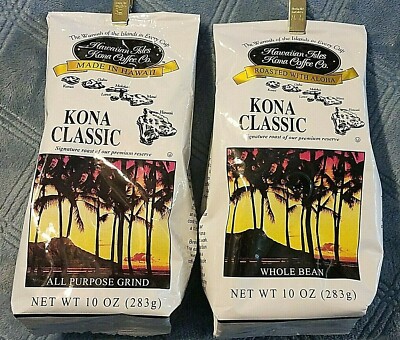 The Warmth of the Islands in Every Cup
Hawaiian Isles
Kona Coffee Co.
MADE IN HAWAII
KONA
CLASSIC
Signature roast of our premium reserve
ALL PURPOSE GRIND
NET WT 10 OZ (283g)
The Warmth of the Islands in Every Cup
Hawaiian Isles
Kona Coffee Co.
ROASTED WITH ALOHA
KONA
CLASSIC
Signature roast of our premium reserve
WHOLE BEAN
NET WT 10 OZ (283g)